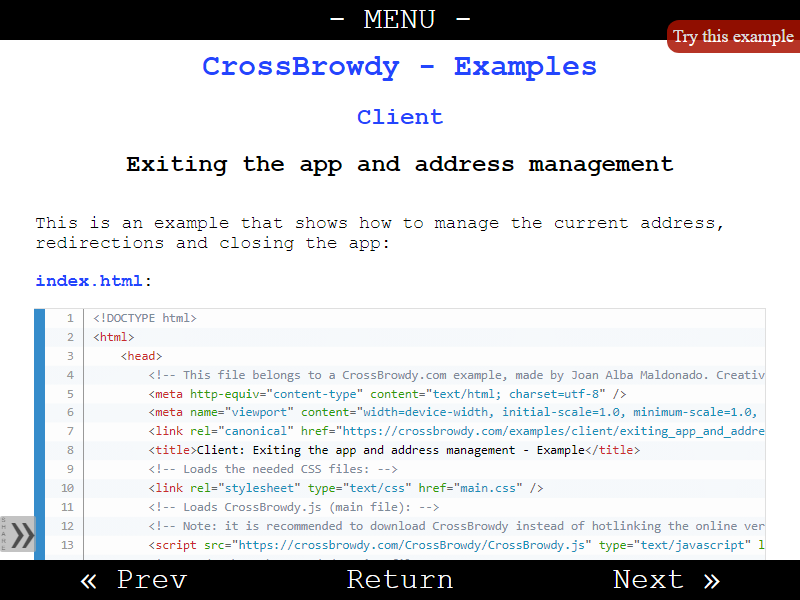 - MENU -
Try this example
CrossBrowdy - Examples
Client
Exiting the app and address management
This is an example that shows how to manage the current address,
redirections and closing the app:
index.html:
1 <!DOCTYPE html>
2 <html>
3 <head>
4 <!-- This file belongs to a CrossBrowdy.com example, made by Joan Alba Maldonado. Creativ
5 <meta http-equiv="content-type" content="text/html; charset=utf-8" />
6 <meta name="viewport" content="width=device-width, initial-scale=1.0, minimum-scale=1.0,
7 <link rel="canonical" href="https://crossbrowdy.com/examples/client/exiting_app_and_addre
8 <title>Client: Exiting the app and address management - Example</title>
9 <!-- Loads the needed CSS files: -->
10 <link rel="stylesheet" type="text/css" href="main.css" />
11 <!-- Loads CrossBrowdy.js (main file): -->
12 <!-- Note: it is recommended to download CrossBrowdy instead of hotlinking the online ver
13 <script src="https://crossbrowdy.com/CrossBrowdy/CrossBrowdy.js" type="text/javascript" l
SHARE »
« Prev Return Next »